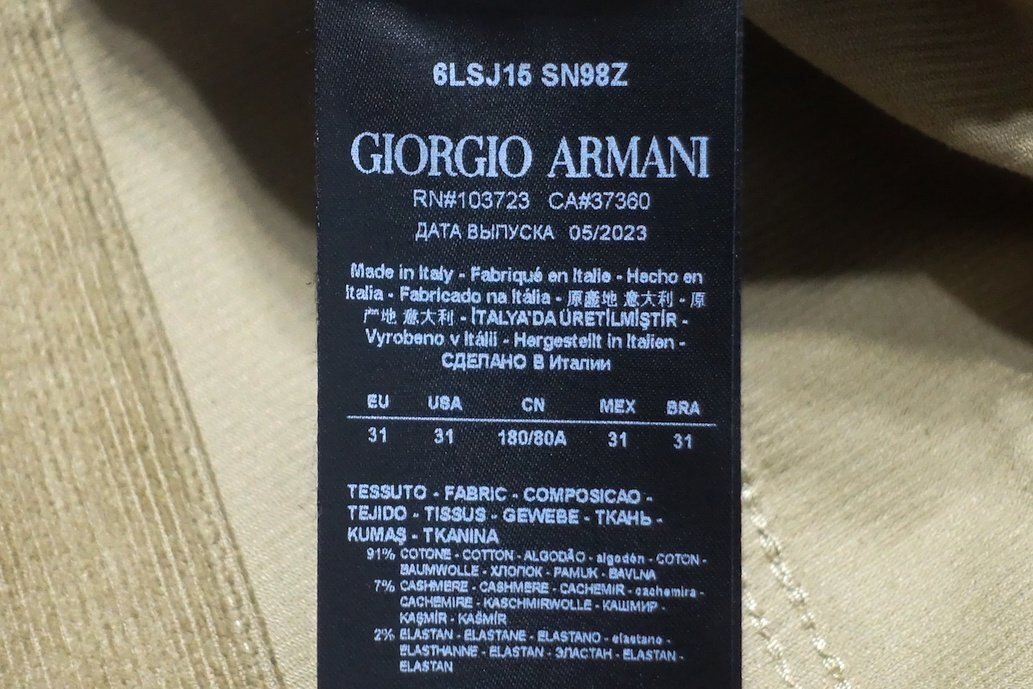 6LSJ15 SN98Z
GIORGIO ARMANI
RN#103723 CA#37360
ДАТА ВЫПУСКА 05/2023
Made in Italy - Fabriqué en Italie - Hecho en
Italia - Fabricado na Itália - 原產地 意大利 - 原
产地 意大利 - İTALYA'DA ÜRETİLMİŞTİR -
Vyrobeno v Itálii - Hergestellt in Italien -
СДЕЛАНО В Италии
EU USA CN MEX BRA
31 31 180/80A 31 31
TESSUTO - FABRIC - COMPOSICAO -
TEJIDO - TISSUS - GEWEBE - ТКАНЬ -
KUMAŞ - TKANINA
91% COTONE - COTTON - ALGODÃO - algodón - COTON -
BAUMWOLLE - ХЛОПОК - PAMUK - BAVLNA
7% CASHMERE - CASHMERE - CACHEMIR - cachemira -
CACHEMIRE - KASCHMIRWOLLE - КАШМИР -
KAŞMİR - KAŠMÍR
2% ELASTAN - ELASTANE - ELASTANO - elastano -
ELASTHANNE - ELASTAN - ЭЛАСТАН - ELASTAN -
ELASTAN